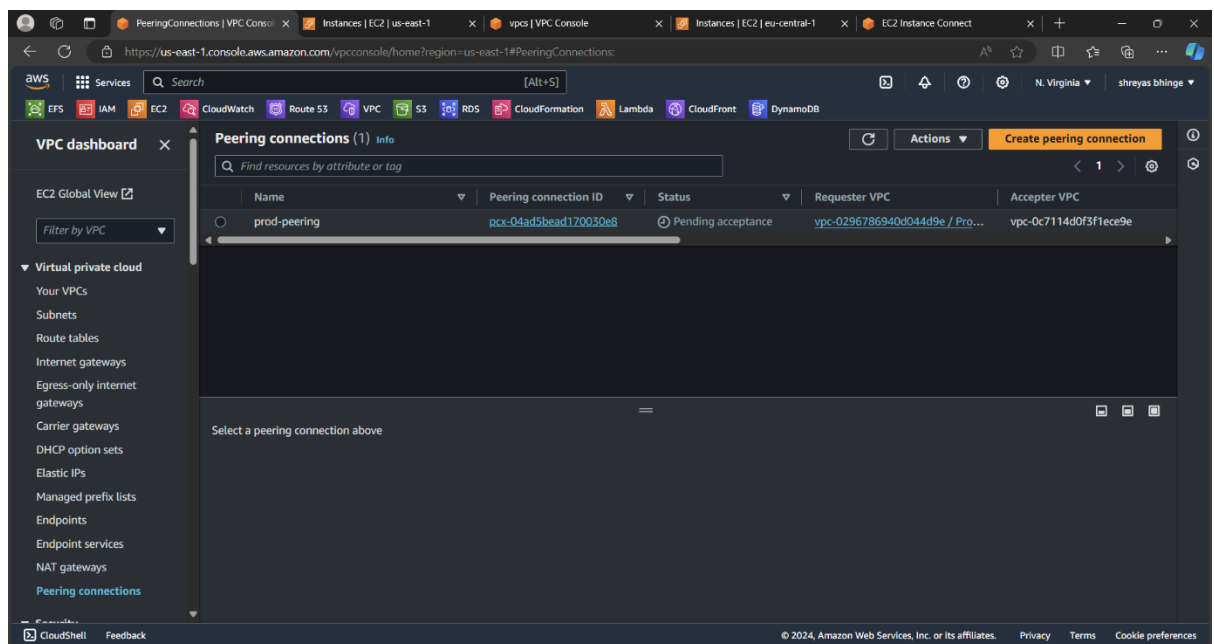 PeeringConnections | VPC Consol
Instances | EC2 | us-east-1
vpcs | VPC Console
Instances | EC2 | eu-central-1
EC2 Instance Connect
https://us-east-1.console.aws.amazon.com/vpcconsole/home?region=us-east-1#PeeringConnections:
aws
Services
Search
[Alt+S]
N. Virginia
shreyas bhinge
EFS
IAM
EC2
CloudWatch
Route 53
VPC
S3
RDS
CloudFormation
Lambda
CloudFront
DynamoDB
VPC dashboard
EC2 Global View
Filter by VPC
Virtual private cloud
Your VPCs
Subnets
Route tables
Internet gateways
Egress-only internet
gateways
Carrier gateways
DHCP option sets
Elastic IPs
Managed prefix lists
Endpoints
Endpoint services
NAT gateways
Peering connections
Security
Peering connections (1) Info
Actions
Create peering connection
Find resources by attribute or tag
1
Name
Peering connection ID
Status
Requester VPC
Accepter VPC
prod-peering
pcx-04ad5bead170030e8
Pending acceptance
vpc-0296786940d044d9e / Pro...
vpc-0c7114d0f3f1ece9e
Select a peering connection above
CloudShell
Feedback
© 2024, Amazon Web Services, Inc. or its affiliates.
Privacy
Terms
Cookie preferences